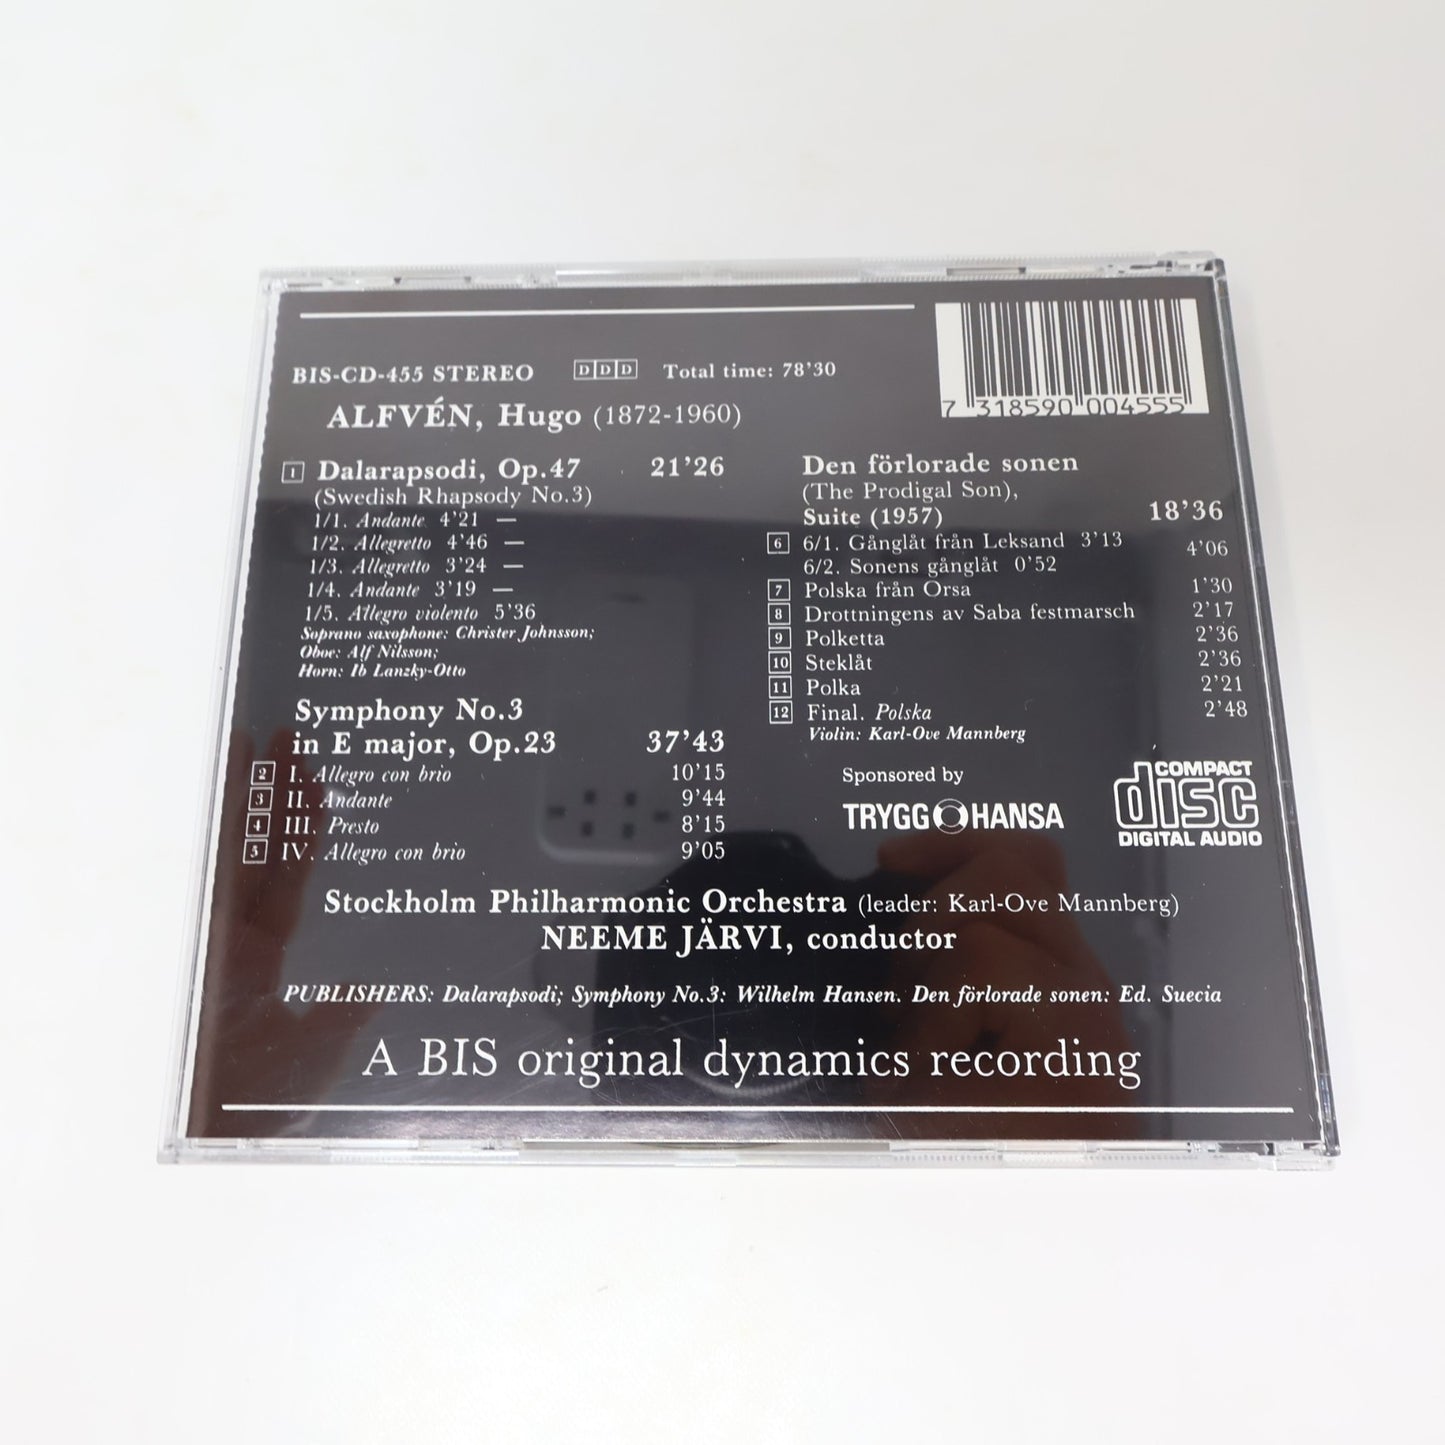 BIS-CD-455 STEREO DDD Total time: 78'30
7 318590 004555
ALFVÉN, Hugo (1872-1960)
1 Dalarapsodi, Op.47 21'26
(Swedish Rhapsody No.3)
1/1. Andante 4'21 —
1/2. Allegretto 4'46 —
1/3. Allegretto 3'24 —
1/4. Andante 3'19 —
1/5. Allegro violento 5'36
Soprano saxophone: Christer Johnsson;
Oboe: Alf Nilsson;
Horn: Ib Lanzky-Otto
Symphony No.3
in E major, Op.23 37'43
2 I. Allegro con brio 10'15
3 II. Andante 9'44
4 III. Presto 8'15
5 IV. Allegro con brio 9'05
Den förlorade sonen
(The Prodigal Son),
Suite (1957) 18'36
6 6/1. Gånglåt från Leksand 3'13 4'06
6/2. Sonens gånglåt 0'52
7 Polska från Orsa 1'30
8 Drottningens av Saba festmarsch 2'17
9 Polketta 2'36
10 Steklåt 2'36
11 Polka 2'21
12 Final. Polska 2'48
Violin: Karl-Ove Mannberg
Sponsored by
TRYGG HANSA
COMPACT
disc
DIGITAL AUDIO
Stockholm Philharmonic Orchestra (leader: Karl-Ove Mannberg)
NEEME JÄRVI, conductor
PUBLISHERS: Dalarapsodi; Symphony No.3: Wilhelm Hansen. Den förlorade sonen: Ed. Suecia
A BIS original dynamics recording